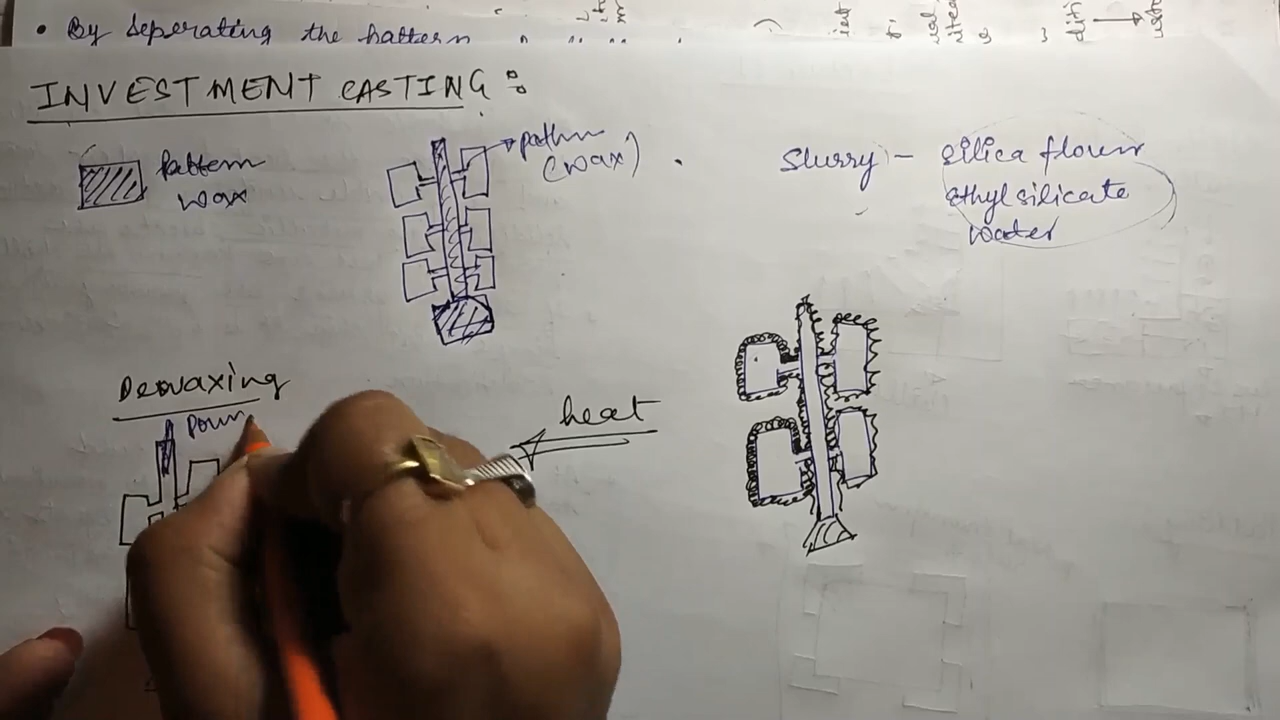 • By seperating the pattern
INVESTMENT CASTING :
pattern
wax
pattern
(wax)
Slurry :- Silica flour
ethyl silicate
water
Dewaxing
pour
heat